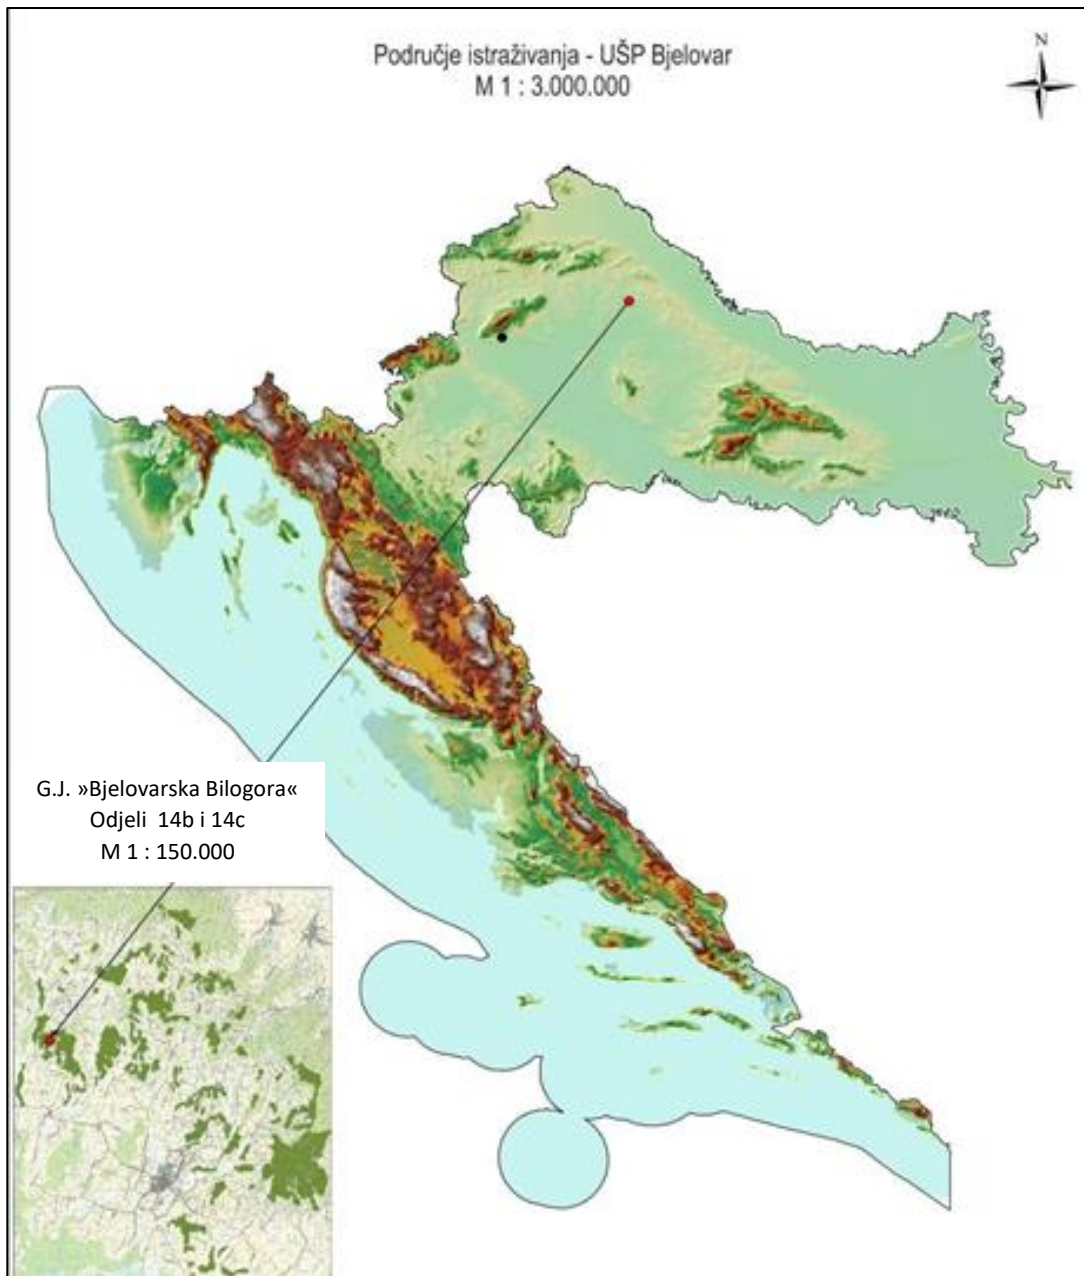 Područje istraživanja - UŠP Bjelovar
M 1 : 3.000.000
N
G.J. »Bjelovarska Bilogora«
Odjeli 14b i 14c
M 1 : 150.000